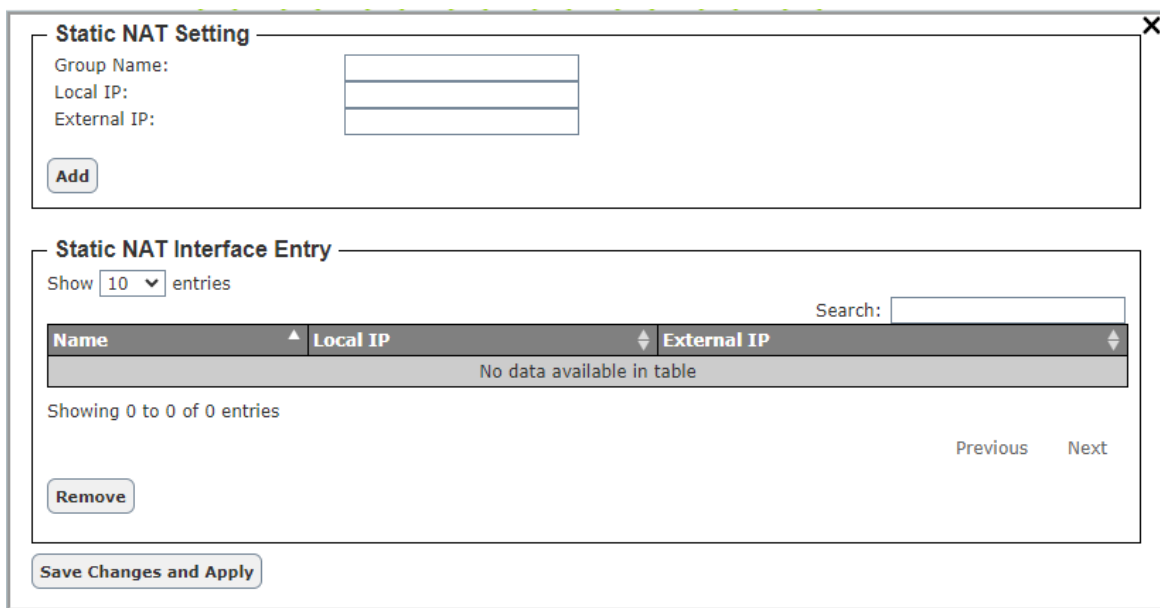 Static NAT Setting
Group Name:
Local IP:
External IP:
Add
Static NAT Interface Entry
Show 10 entries
Search:
Name Local IP External IP
No data available in table
Showing 0 to 0 of 0 entries
Previous Next
Remove
Save Changes and Apply